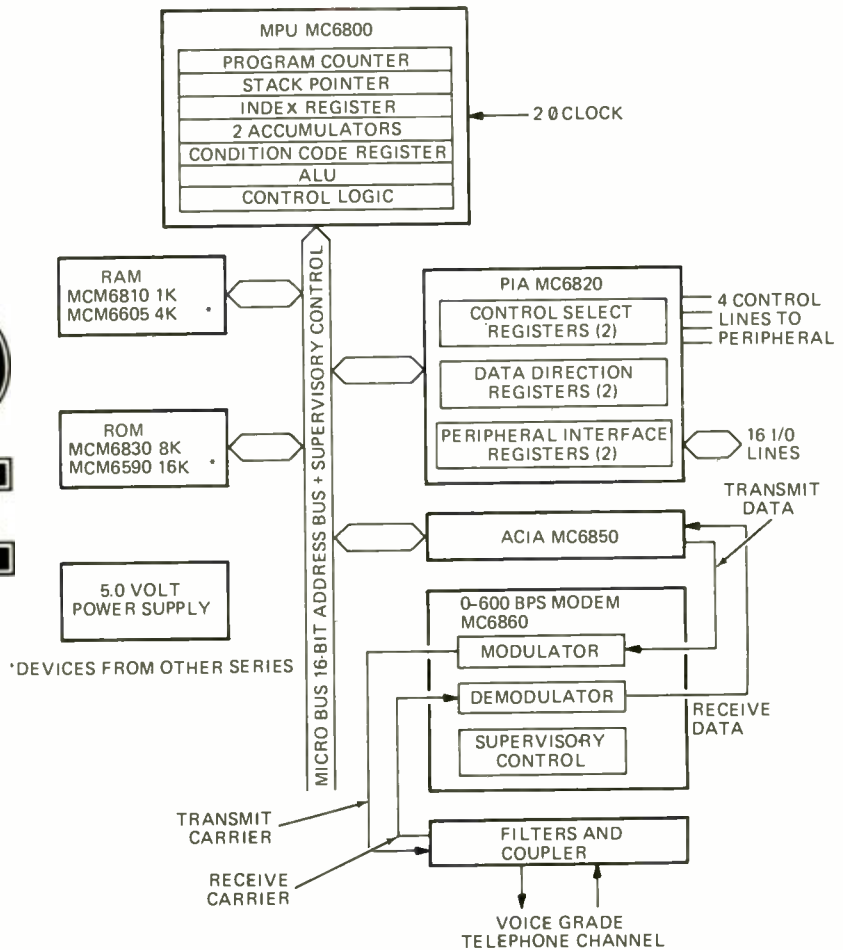 MPU MC6800
PROGRAM COUNTER
STACK POINTER
INDEX REGISTER
2 ACCUMULATORS
CONDITION CODE REGISTER
ALU
CONTROL LOGIC
2 Ø CLOCK
MICRO BUS 16-BIT ADDRESS BUS + SUPERVISORY CONTROL
RAM
MCM6810 1K
MCM6605 4K *
ROM
MCM6830 8K
MCM6590 16K *
5.0 VOLT
POWER SUPPLY
*DEVICES FROM OTHER SERIES
PIA MC6820
CONTROL SELECT
REGISTERS (2)
DATA DIRECTION
REGISTERS (2)
PERIPHERAL INTERFACE
REGISTERS (2)
4 CONTROL
LINES TO
PERIPHERAL
16 I/O
LINES
TRANSMIT
DATA
ACIA MC6850
0-600 BPS MODEM
MC6860
MODULATOR
DEMODULATOR
SUPERVISORY
CONTROL
RECEIVE
DATA
TRANSMIT
CARRIER
RECEIVE
CARRIER
FILTERS AND
COUPLER
VOICE GRADE
TELEPHONE CHANNEL